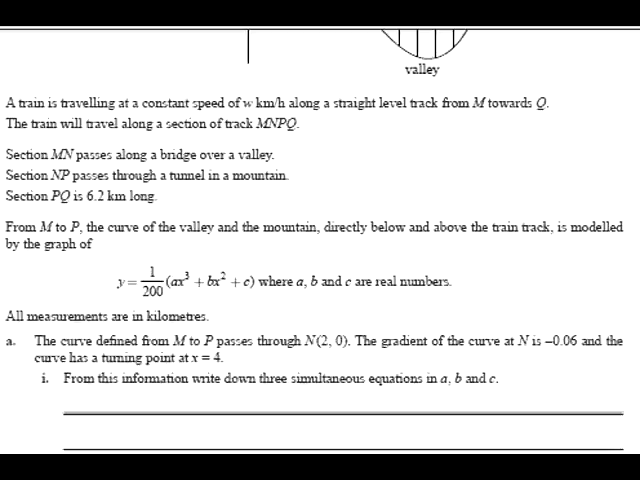 valley
A train is travelling at a constant speed of w km/h along a straight level track from M towards Q.
The train will travel along a section of track MNPQ.
Section MN passes along a bridge over a valley.
Section NP passes through a tunnel in a mountain.
Section PQ is 6.2 km long.
From M to P, the curve of the valley and the mountain, directly below and above the train track, is modelled
by the graph of
y = 1/200 (ax³ + bx² + c) where a, b and c are real numbers.
All measurements are in kilometres.
a. The curve defined from M to P passes through N(2, 0). The gradient of the curve at N is –0.06 and the
curve has a turning point at x = 4.
i. From this information write down three simultaneous equations in a, b and c.